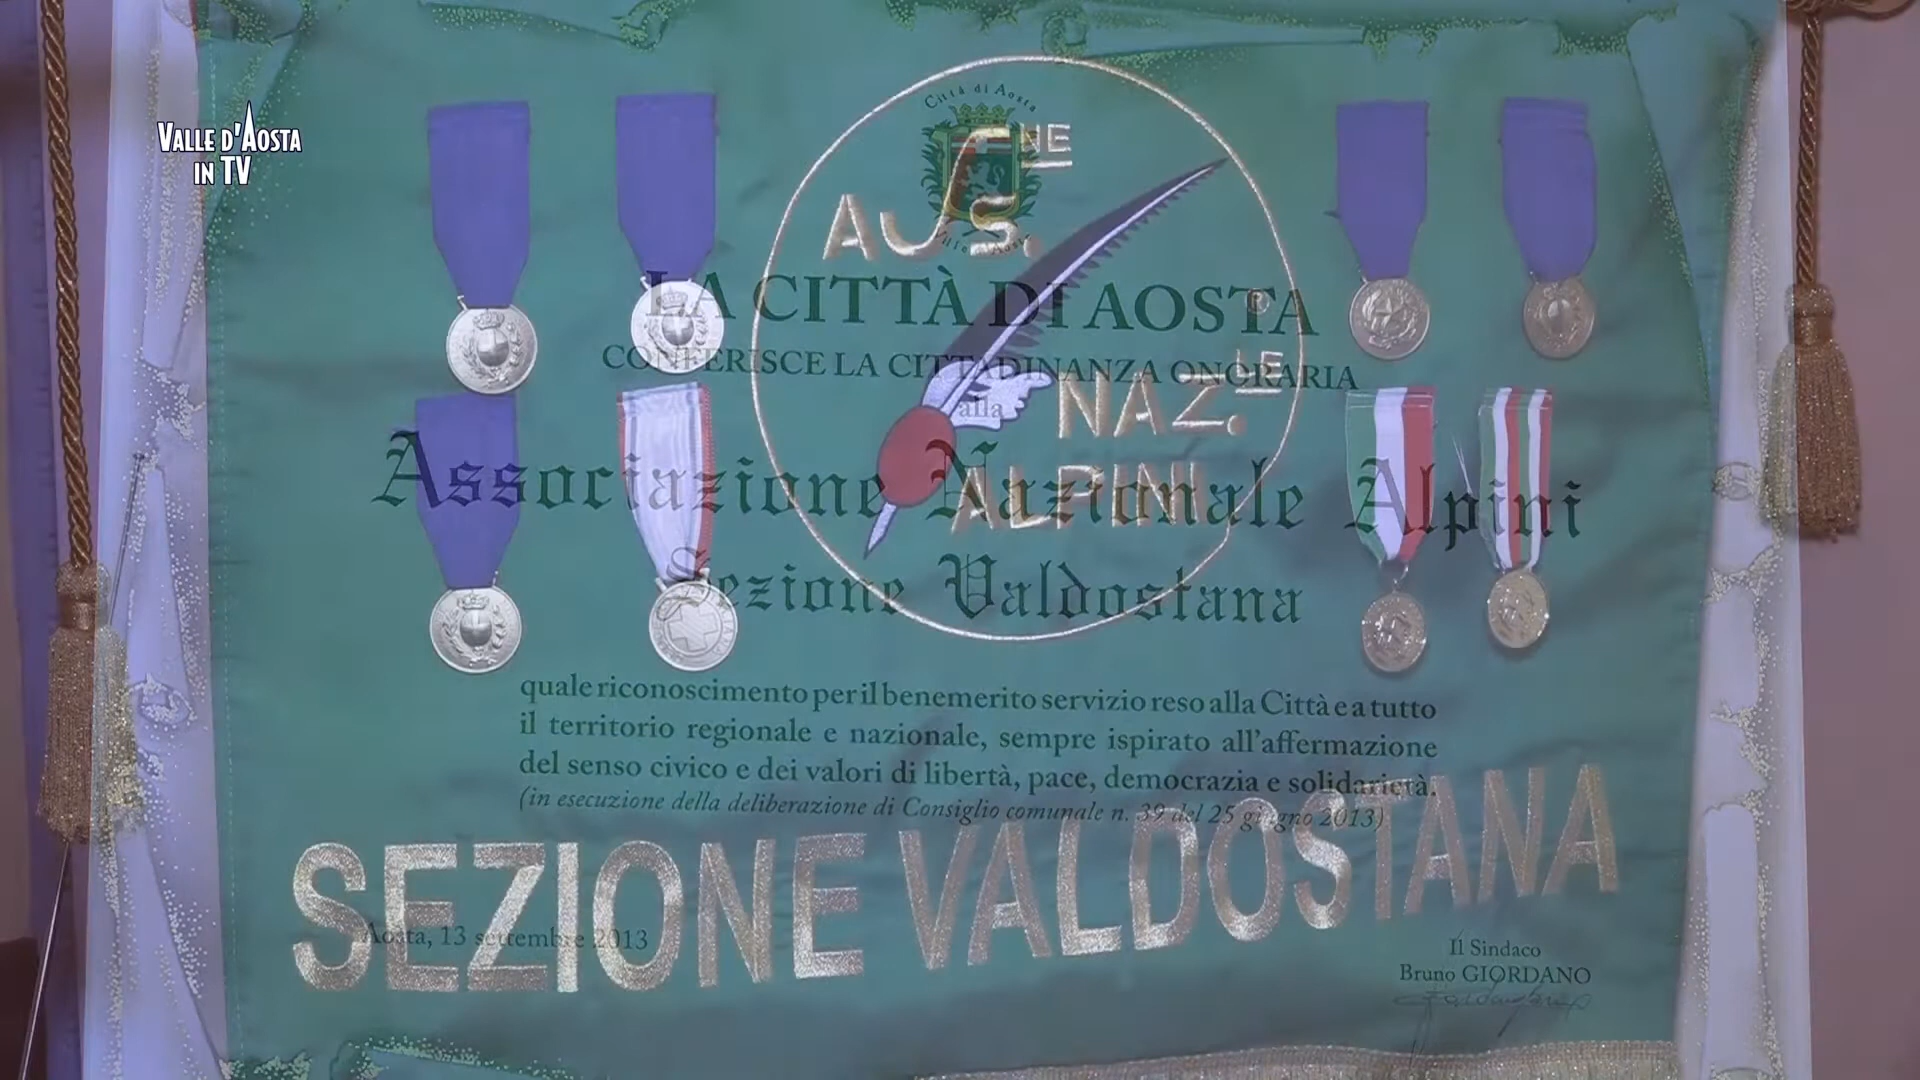 VALLE D'AOSTA
IN TV
Città di Aosta
ASS.NE
LA CITTÀ DI AOSTA
CONFERISCE LA CITTADINANZA ONORARIA
alla
NAZ.LE
Associazione Nazionale Alpini
ALPINI
Sezione Valdostana
quale riconoscimento per il benemerito servizio reso alla Città e a tutto
il territorio regionale e nazionale, sempre ispirato all'affermazione
del senso civico e dei valori di libertà, pace, democrazia e solidarietà.
(in esecuzione della deliberazione di Consiglio comunale n. 39 del 25 giugno 2013)
SEZIONE VALDOSTANA
Aosta, 13 settembre 2013
Il Sindaco
Bruno GIORDANO